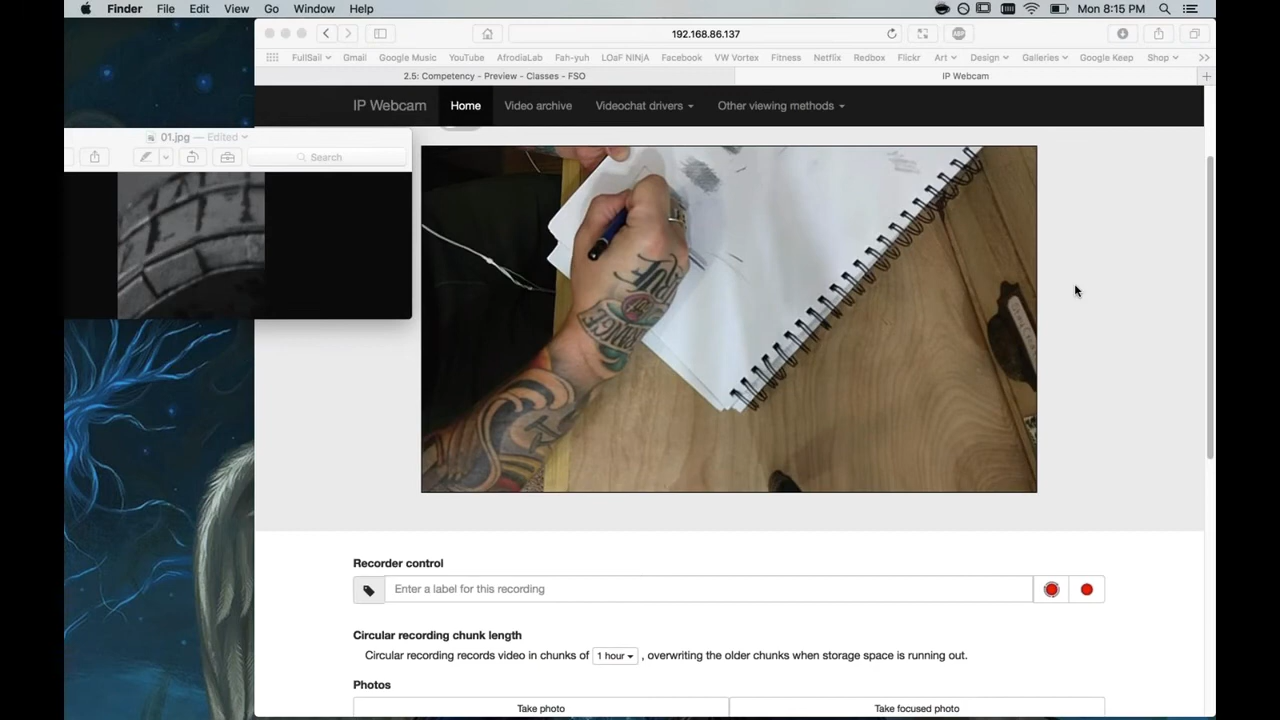 Finder File Edit View Go Window Help Mon 8:15 PM
192.168.86.137
FullSail Gmail Google Music YouTube AfrodiaLab Fah-yuh LOaF NINjA Facebook VW Vortex Fitness Netflix Redbox Flickr Art Design Galleries Google Keep Shop
2.5: Competency - Preview - Classes - FSO IP Webcam
IP Webcam Home Video archive Videochat drivers Other viewing methods
01.jpg — Edited
Search
Recorder control
Enter a label for this recording
Circular recording chunk length
Circular recording records video in chunks of 1 hour , overwriting the older chunks when storage space is running out.
Photos
Take photo Take focused photo